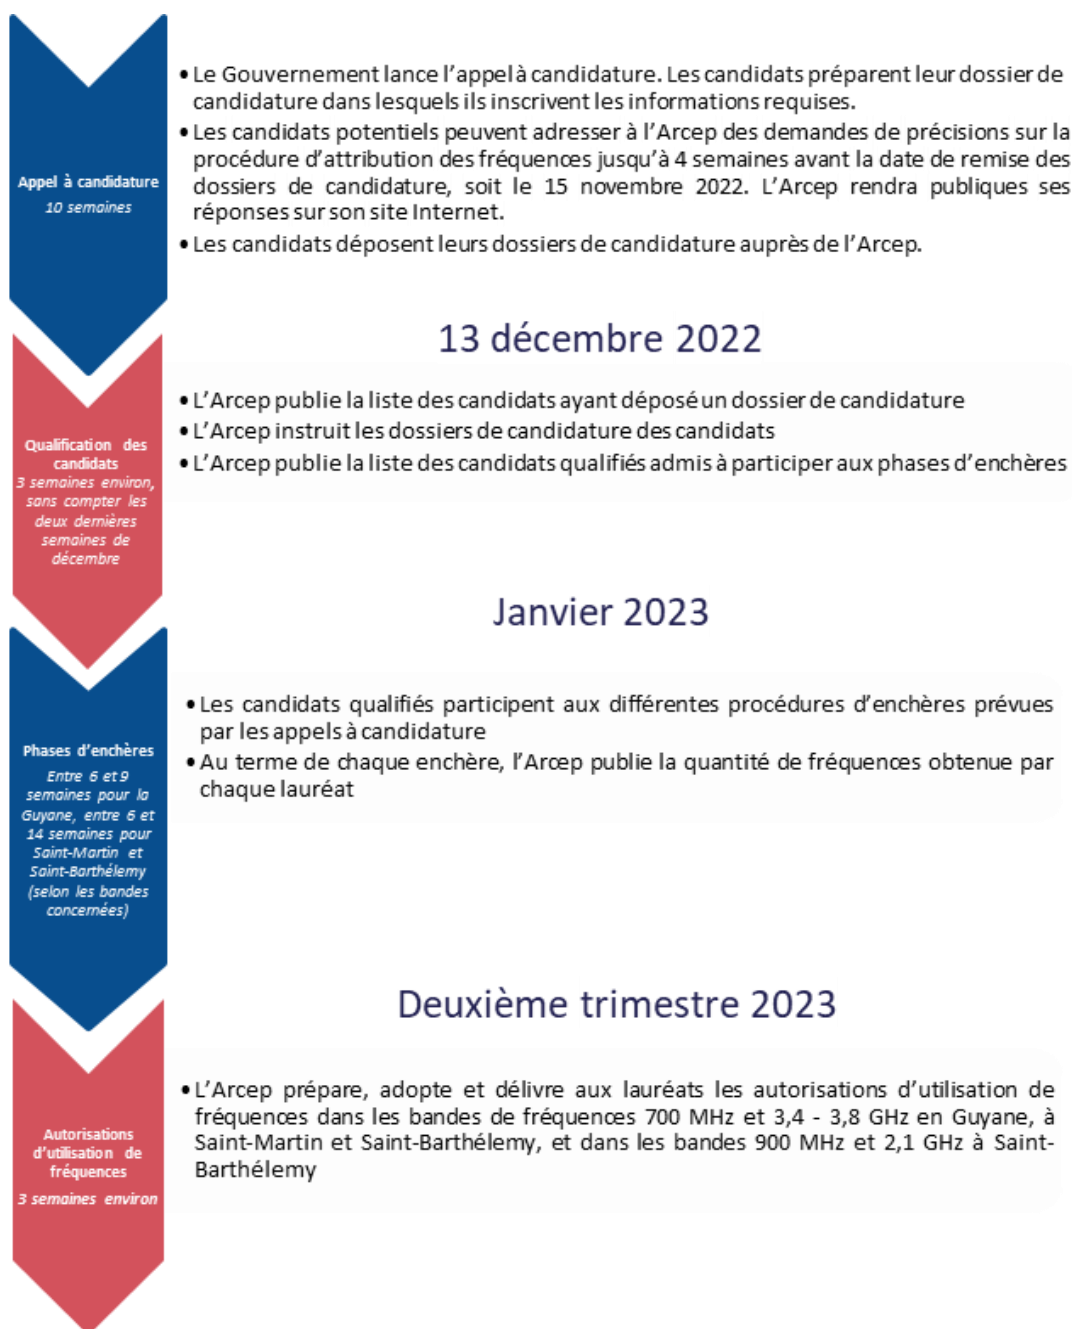 Appel à candidature
10 semaines
• Le Gouvernement lance l'appel à candidature. Les candidats préparent leur dossier de
candidature dans lesquels ils inscrivent les informations requises.
• Les candidats potentiels peuvent adresser à l'Arcep des demandes de précisions sur la
procédure d'attribution des fréquences jusqu'à 4 semaines avant la date de remise des
dossiers de candidature, soit le 15 novembre 2022. L'Arcep rendra publiques ses
réponses sur son site Internet.
• Les candidats déposent leurs dossiers de candidature auprès de l'Arcep.
13 décembre 2022
Qualification des
candidats
3 semaines environ,
sans compter les
deux dernières
semaines de
décembre
• L'Arcep publie la liste des candidats ayant déposé un dossier de candidature
• L'Arcep instruit les dossiers de candidature des candidats
• L'Arcep publie la liste des candidats qualifiés admis à participer aux phases d'enchères
Janvier 2023
Phases d'enchères
Entre 6 et 9
semaines pour la
Guyane, entre 6 et
14 semaines pour
Saint-Martin et
Saint-Barthélemy
(selon les bandes
concernées)
• Les candidats qualifiés participent aux différentes procédures d'enchères prévues
par les appels à candidature
• Au terme de chaque enchère, l'Arcep publie la quantité de fréquences obtenue par
chaque lauréat
Deuxième trimestre 2023
Autorisations
d'utilisation de
fréquences
3 semaines environ
• L'Arcep prépare, adopte et délivre aux lauréats les autorisations d'utilisation de
fréquences dans les bandes de fréquences 700 MHz et 3,4 - 3,8 GHz en Guyane, à
Saint-Martin et Saint-Barthélemy, et dans les bandes 900 MHz et 2,1 GHz à Saint-
Barthélemy